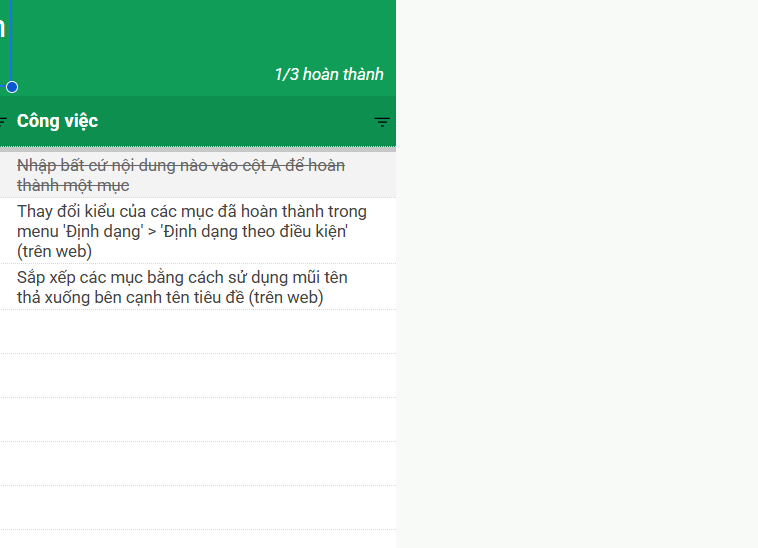 1/3 hoàn thành
Công việc
Nhập bất cứ nội dung nào vào cột A để hoàn
thành một mục
Thay đổi kiểu của các mục đã hoàn thành trong
menu 'Định dạng' > 'Định dạng theo điều kiện'
(trên web)
Sắp xếp các mục bằng cách sử dụng mũi tên
thả xuống bên cạnh tên tiêu đề (trên web)